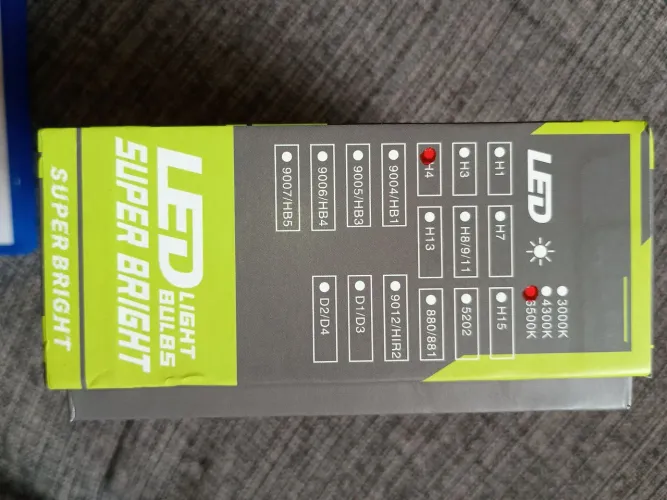 LED
3000K
4300K
6500K
H1 H7 H15
H3 H8/9/11 5202
H4 H13 880/881
9004/HB1 9012/HIR2
9005/HB3 D1/D3
9006/HB4 D2/D4
9007/HB5
LED LIGHT
BULBS
SUPER BRIGHT
SUPER BRIGHT